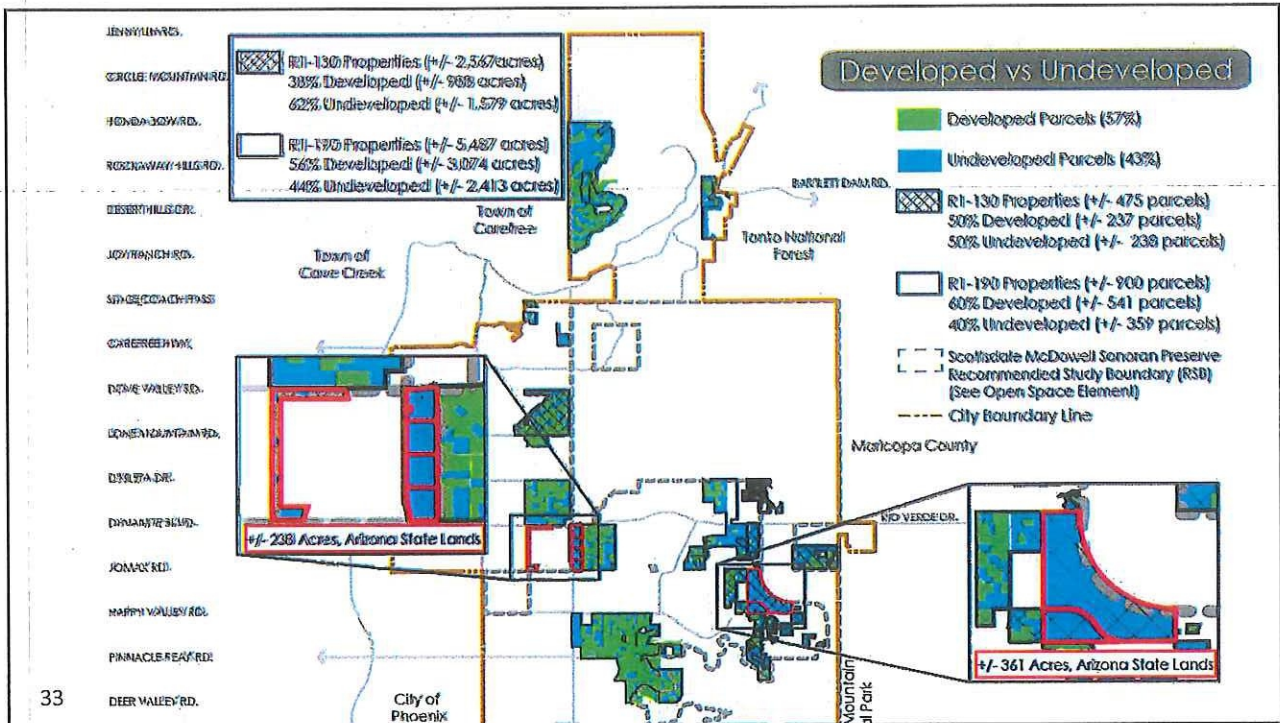 JENNY LIN RD.
CIRCLE MOUNTAIN RD.
HONDA BOW RD.
ROCKAWAY HILLS RD.
DESERT HILLS DR.
JOY RANCH RD.
STAGECOACH PASS
CAREFREE HWY.
DOVE VALLEY RD.
LONE MOUNTAIN RD.
DIXILETA DR.
DYNAMITE BLVD.
JOMAX RD.
HAPPY VALLEY RD.
PINNACLE PEAK RD.
DEER VALLEY RD.
33
R1-130 Properties (+/- 2,567 acres)
38% Developed (+/- 988 acres)
62% Undeveloped (+/- 1,579 acres)
R1-190 Properties (+/- 5,487 acres)
56% Developed (+/- 3,074 acres)
44% Undeveloped (+/- 2,413 acres)
Town of
Carefree
Town of
Cave Creek
BARTLETT DAM RD.
Tonto National
Forest
Maricopa County
RIO VERDE DR.
+/- 238 Acres, Arizona State Lands
City of
Phoenix
Mountain
al Park
Developed vs Undeveloped
Developed Parcels (57%)
Undeveloped Parcels (43%)
R1-130 Properties (+/- 475 parcels)
50% Developed (+/- 237 parcels)
50% Undeveloped (+/- 238 parcels)
R1-190 Properties (+/- 900 parcels)
60% Developed (+/- 541 parcels)
40% Undeveloped (+/- 359 parcels)
Scottsdale McDowell Sonoran Preserve
Recommended Study Boundary (RSB)
(See Open Space Element)
City Boundary Line
+/- 361 Acres, Arizona State Lands